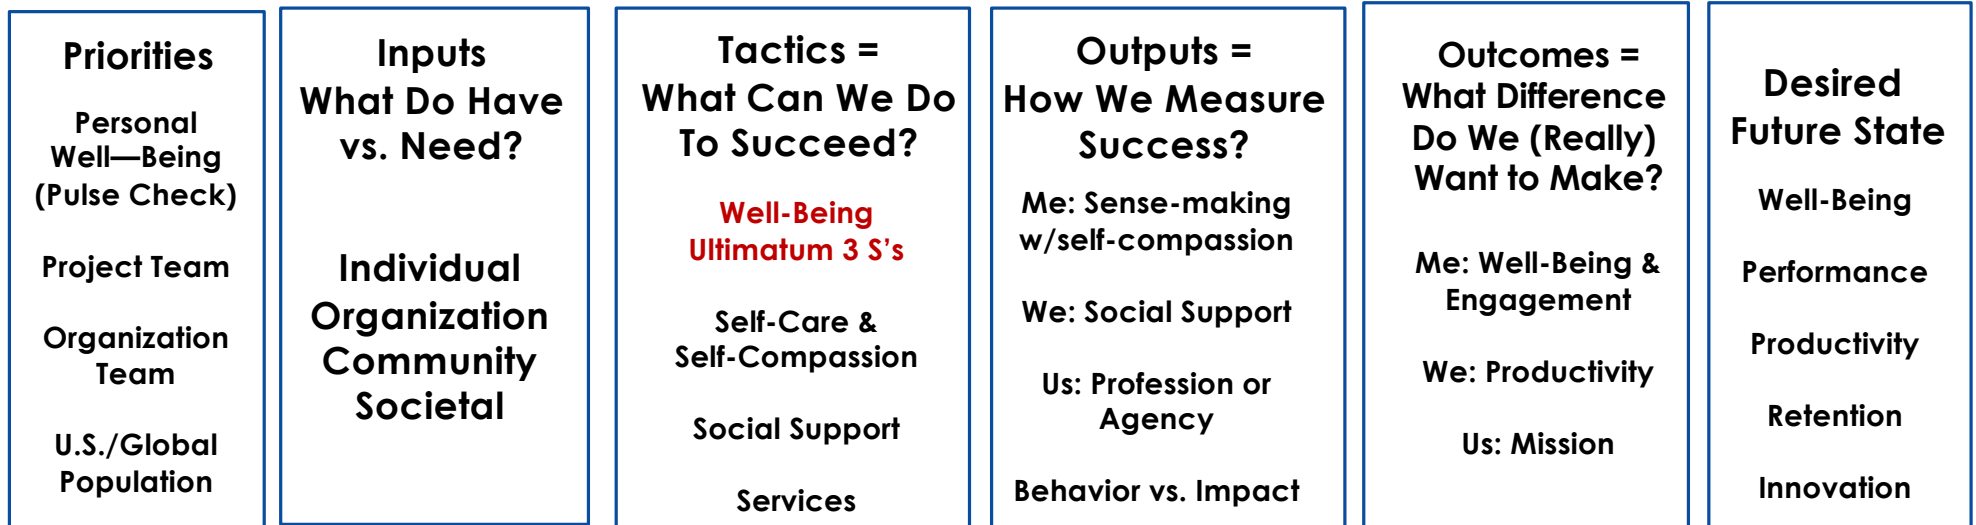 Priorities
Personal
Well—Being
(Pulse Check)
Project Team
Organization
Team
U.S./Global
Population
Inputs
What Do Have
vs. Need?
Individual
Organization
Community
Societal
Tactics =
What Can We Do
To Succeed?
Well-Being
Ultimatum 3 S's
Self-Care &
Self-Compassion
Social Support
Services
Outputs =
How We Measure
Success?
Me: Sense-making
w/self-compassion
We: Social Support
Us: Profession or
Agency
Behavior vs. Impact
Outcomes =
What Difference
Do We (Really)
Want to Make?
Me: Well-Being &
Engagement
We: Productivity
Us: Mission
Desired
Future State
Well-Being
Performance
Productivity
Retention
Innovation